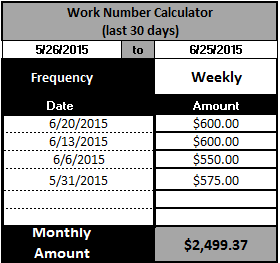 Work Number Calculator
(last 30 days)
5/26/2015 to 6/25/2015
Frequency Weekly
Date Amount
6/20/2015 $600.00
6/13/2015 $600.00
6/6/2015 $550.00
5/31/2015 $575.00
Monthly
Amount $2,499.37